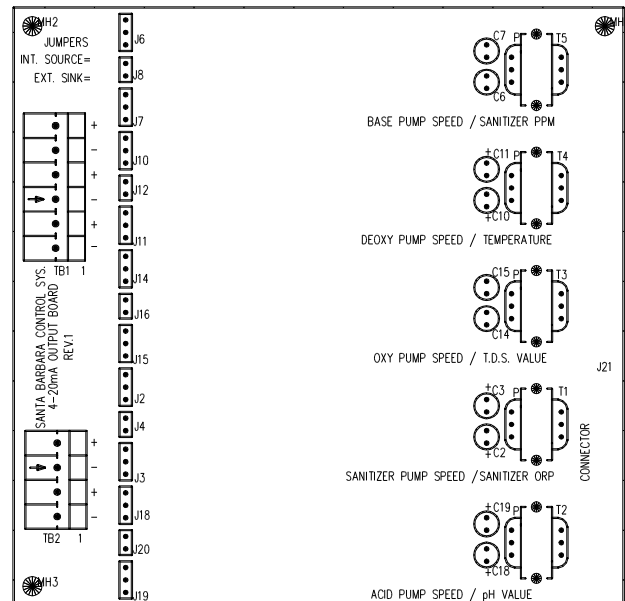 MH2
JUMPERS
INT. SOURCE=
EXT. SINK=
J6
J8
J7
J10
J12
J11
J14
J16
J15
J2
J4
J3
J18
J20
J19
+
-
+
-
+
-
TB1 1
SANTA BARBARA CONTROL SYS.
4-20mA OUTPUT BOARD
REV.1
+
-
+
-
TB2 1
MH3
MH
C7 P T5
C6
BASE PUMP SPEED / SANITIZER PPM
+C11 P T4
+C10
DEOXY PUMP SPEED / TEMPERATURE
C15 P T3
C14
OXY PUMP SPEED / T.D.S. VALUE
J21
CONNECTOR
+C3 P T1
+C2
SANITIZER PUMP SPEED /SANITIZER ORP
+C19 P T2
+C18
ACID PUMP SPEED / pH VALUE